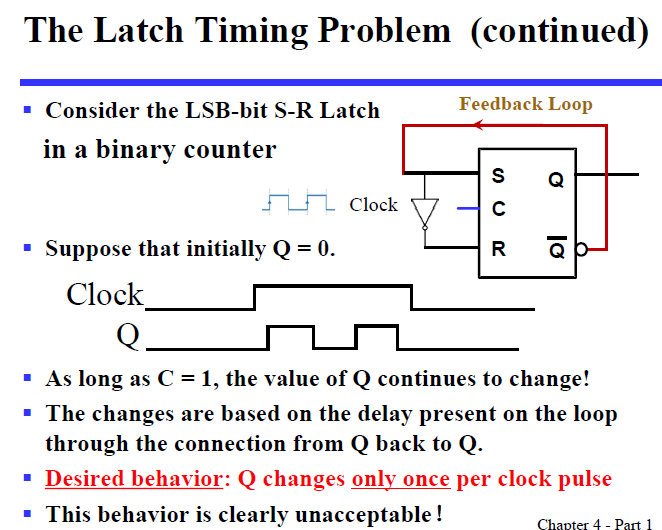 The Latch Timing Problem (continued)
Consider the LSB-bit S-R Latch
Feedback Loop
in a binary counter
S
Q
Clock
C
Suppose that initially Q = 0.
R
Q
Clock
Q
As long as C = 1, the value of Q continues to change!
The changes are based on the delay present on the loop
through the connection from Q back to Q.
Desired behavior: Q changes only once per clock pulse
This behavior is clearly unacceptable!
Chapter 4 - Part 1